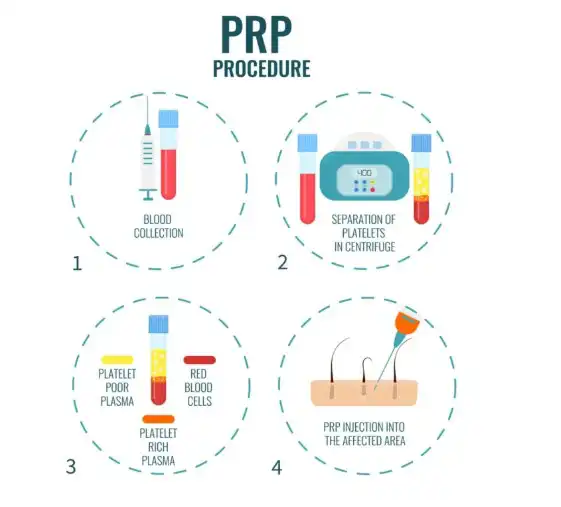 PRP
PROCEDURE
BLOOD
COLLECTION
1
400
SEPARATION OF
PLATELETS
IN CENTRIFUGE
2
PLATELET
POOR
PLASMA
RED
BLOOD
CELLS
PLATELET
RICH
PLASMA
3
PRP INJECTION INTO
THE AFFECTED AREA
4